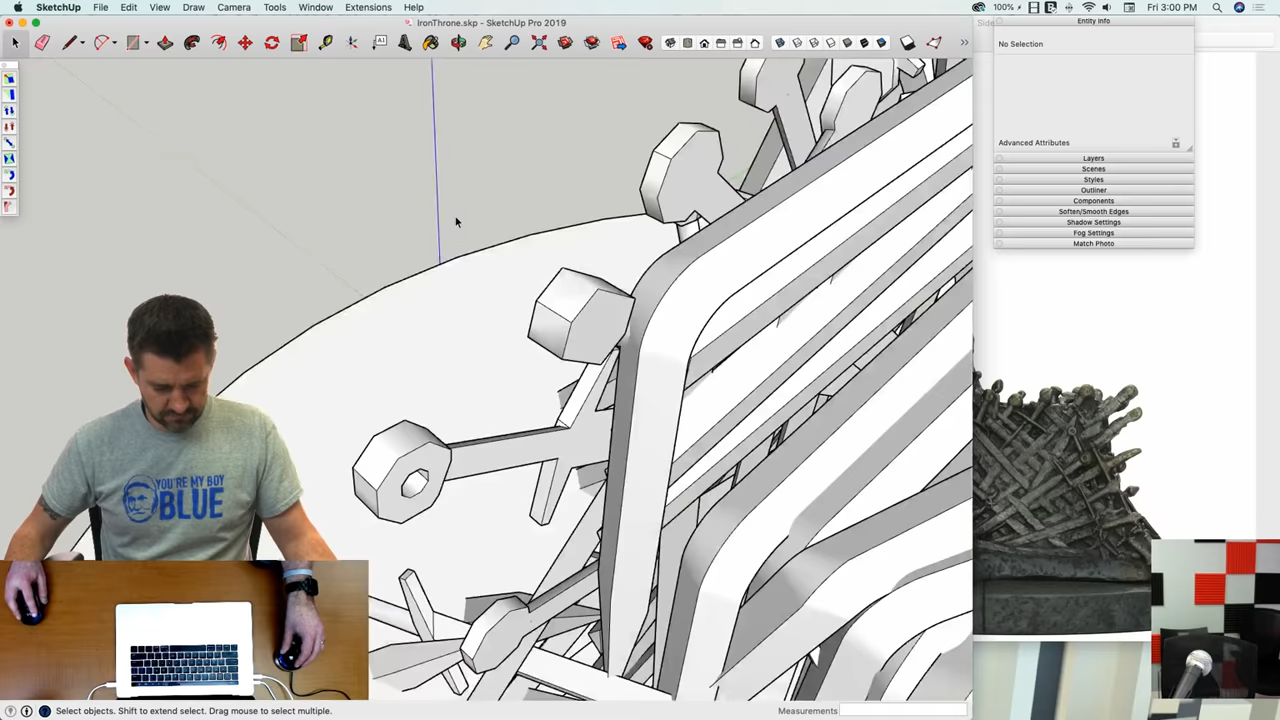 SketchUp File Edit View Draw Camera Tools Window Extensions Help
100% Fri 3:00 PM
IronThrone.skp - SketchUp Pro 2019
Entity Info
No Selection
Advanced Attributes
Layers
Scenes
Styles
Outliner
Components
Soften/Smooth Edges
Shadow Settings
Fog Settings
Match Photo
YOU'RE MY BOY
BLUE
Select objects. Shift to extend select. Drag mouse to select multiple.
Measurements